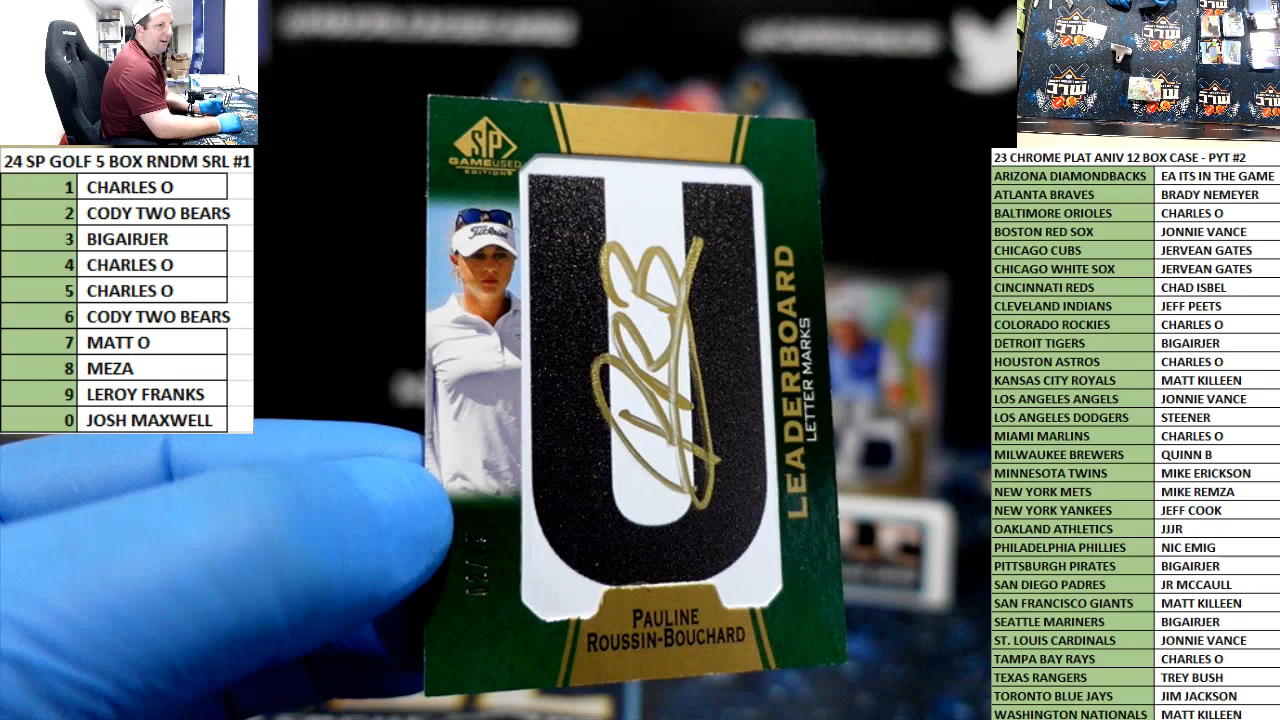 24 SP GOLF 5 BOX RNDM SRL #1
1 CHARLES O
2 CODY TWO BEARS
3 BIGAIRJER
4 CHARLES O
5 CHARLES O
6 CODY TWO BEARS
7 MATT O
8 MEZA
9 LEROY FRANKS
0 JOSH MAXWELL
SP
GAMEUSED
EDITION
Titleist
U
PRB
LEADERBOARD
LETTER MARKS
PAULINE
ROUSSIN-BOUCHARD
23 CHROME PLAT ANIV 12 BOX CASE - PYT #2
ARIZONA DIAMONDBACKS EA ITS IN THE GAME
ATLANTA BRAVES BRADY NEMEYER
BALTIMORE ORIOLES CHARLES O
BOSTON RED SOX JONNIE VANCE
CHICAGO CUBS JERVEAN GATES
CHICAGO WHITE SOX JERVEAN GATES
CINCINNATI REDS CHAD ISBEL
CLEVELAND INDIANS JEFF PEETS
COLORADO ROCKIES CHARLES O
DETROIT TIGERS BIGAIRJER
HOUSTON ASTROS CHARLES O
KANSAS CITY ROYALS MATT KILLEEN
LOS ANGELES ANGELS JONNIE VANCE
LOS ANGELES DODGERS STEENER
MIAMI MARLINS CHARLES O
MILWAUKEE BREWERS QUINN B
MINNESOTA TWINS MIKE ERICKSON
NEW YORK METS MIKE REMZA
NEW YORK YANKEES JEFF COOK
OAKLAND ATHLETICS JJJR
PHILADELPHIA PHILLIES NIC EMIG
PITTSBURGH PIRATES BIGAIRJER
SAN DIEGO PADRES JR MCCAULL
SAN FRANCISCO GIANTS MATT KILLEEN
SEATTLE MARINERS BIGAIRJER
ST. LOUIS CARDINALS JONNIE VANCE
TAMPA BAY RAYS CHARLES O
TEXAS RANGERS TREY BUSH
TORONTO BLUE JAYS JIM JACKSON
WASHINGTON NATIONALS MATT KILLEEN